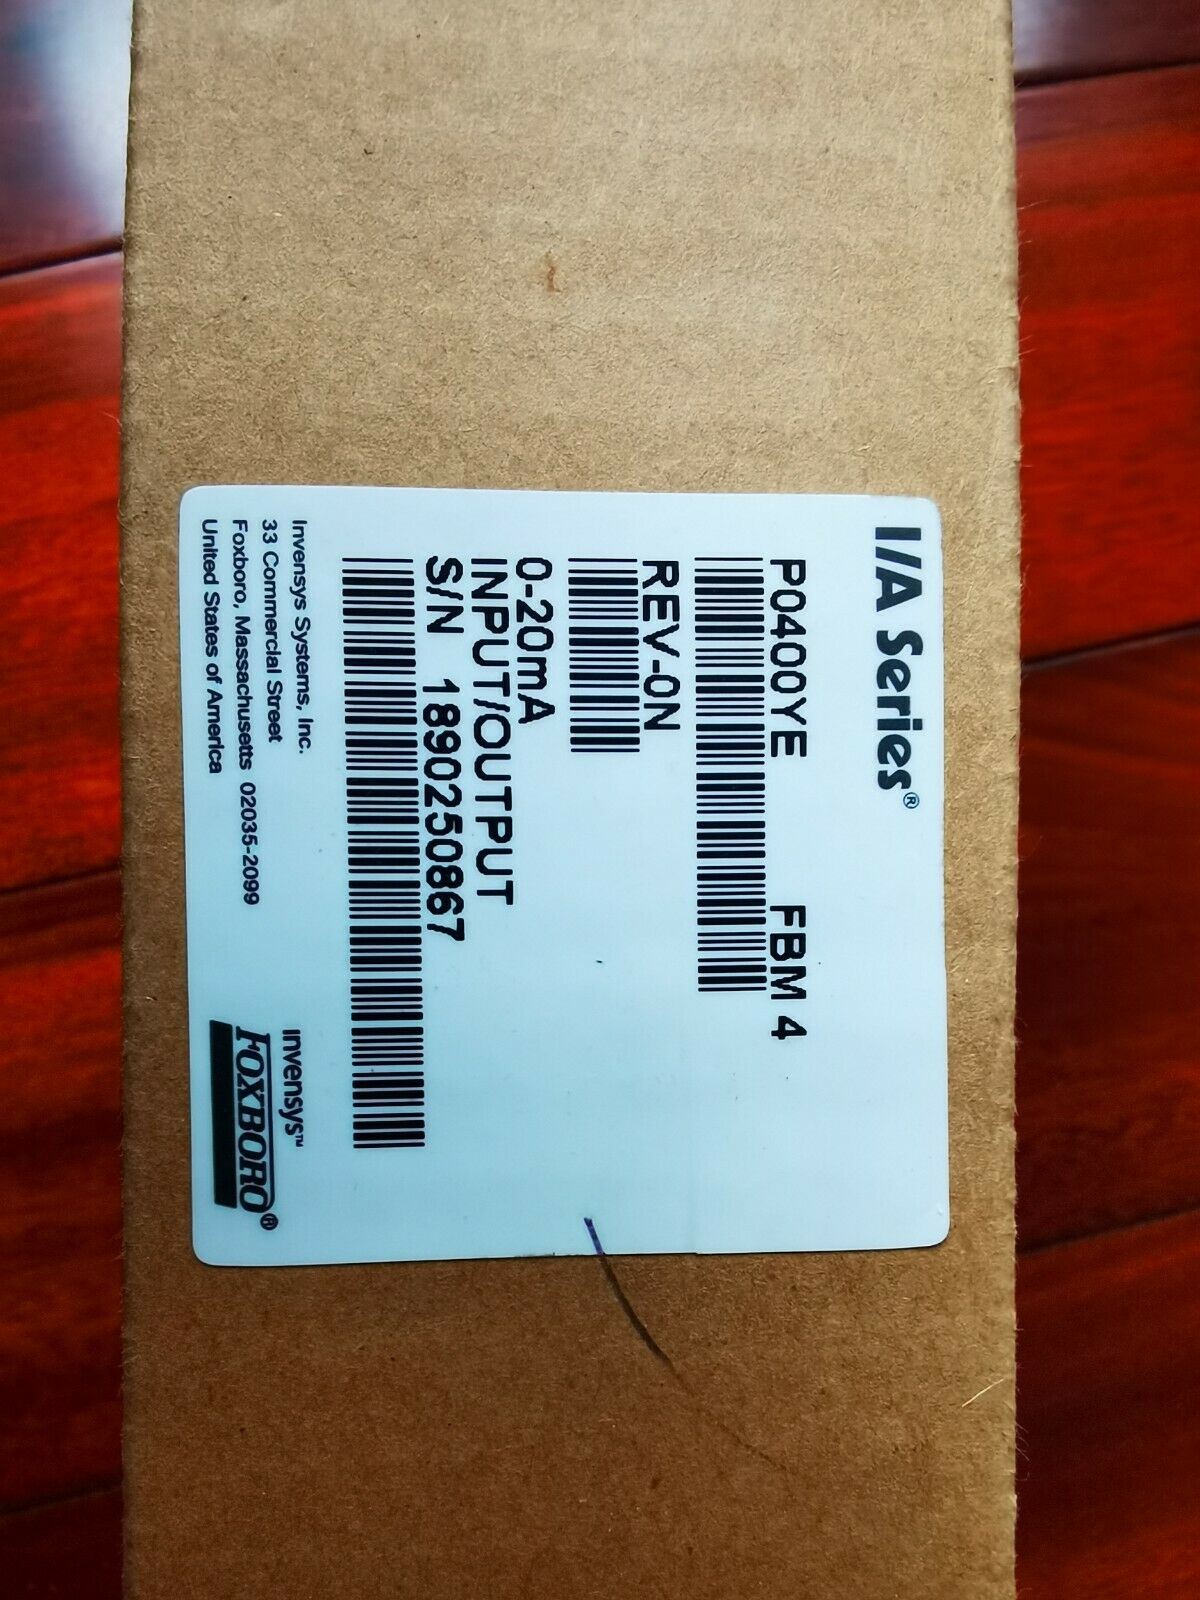 I/A Series®
P0400YE FBM 4
REV-0N
0-20mA
INPUT/OUTPUT
S/N 1890250867
Invensys Systems, Inc.
33 Commercial Street
Foxboro, Massachusetts 02035-2099
United States of America
invensys™
FOXBORO®